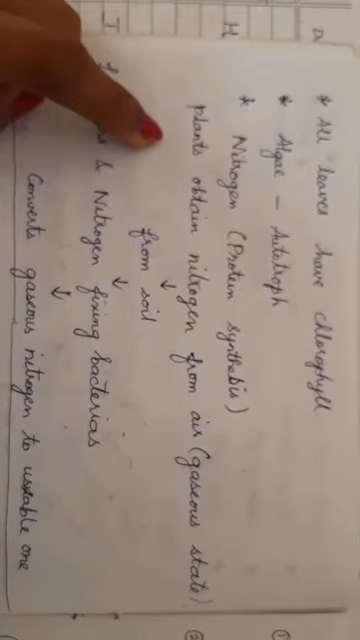 * All leaves have chlorophyll
* Algae - Autotroph
* Nitrogen (Protein synthesis)
plants obtain nitrogen from air (gaseous state)
↓
from soil
↓
& Nitrogen fixing bacterias
↓
Converts gaseous nitrogen to useable one